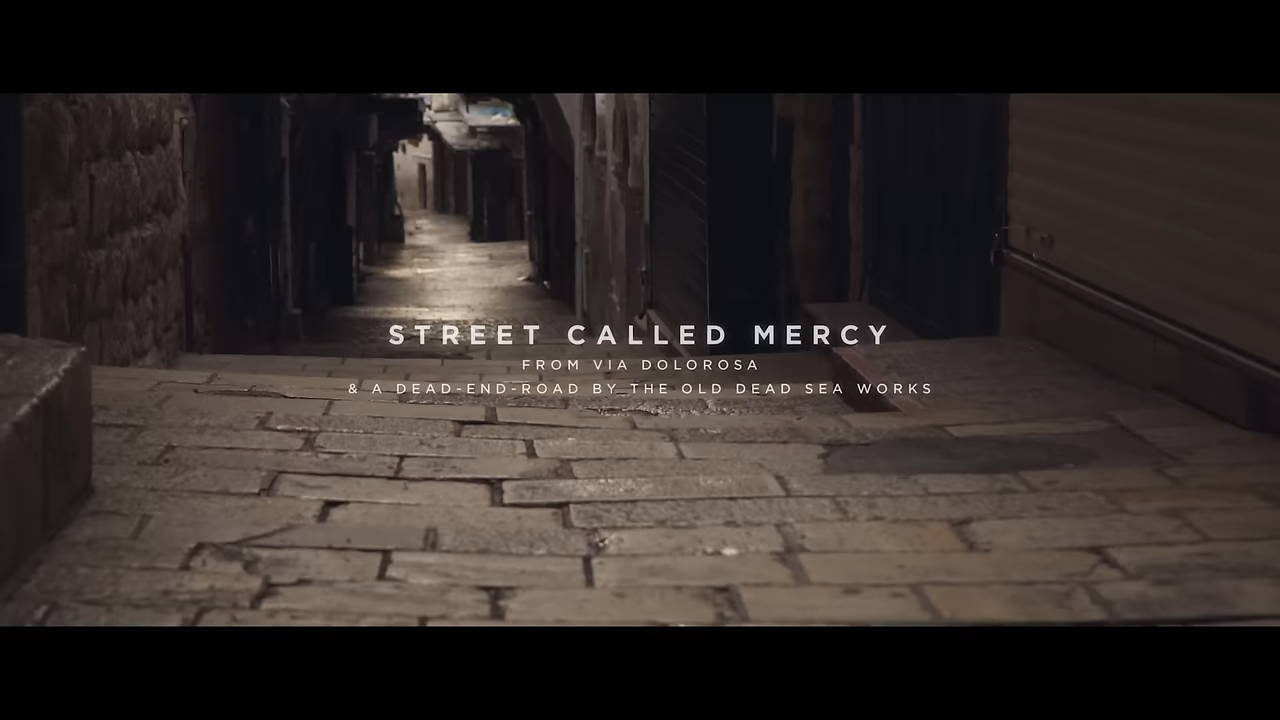 STREET CALLED MERCY
FROM VIA DOLOROSA
& A DEAD-END-ROAD BY THE OLD DEAD SEA WORKS